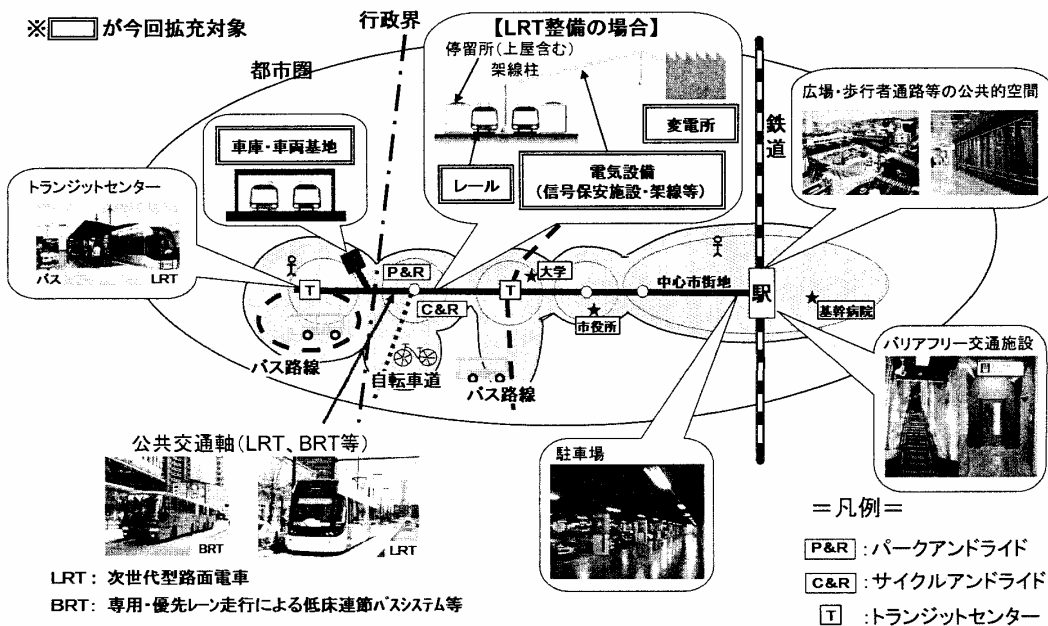 ※ が今回拡充対象
行政界
都市圏
【LRT整備の場合】
停留所(上屋含む)
架線柱
変電所
レール
電気設備
(信号保安施設・架線等)
鉄道
広場・歩行者通路等の公共的空間
車庫・車両基地
トランジットセンター
バス
LRT
P&R
C&R
T
T
大学
市役所
中心市街地
駅
基幹病院
バス路線
自転車道
バス路線
バリアフリー交通施設
公共交通軸(LRT、BRT等)
BRT
LRT
駐車場
LRT: 次世代型路面電車
BRT: 専用・優先レーン走行による低床連節バスシステム等
=凡例=
P&R :パークアンドライド
C&R :サイクルアンドライド
T :トランジットセンター